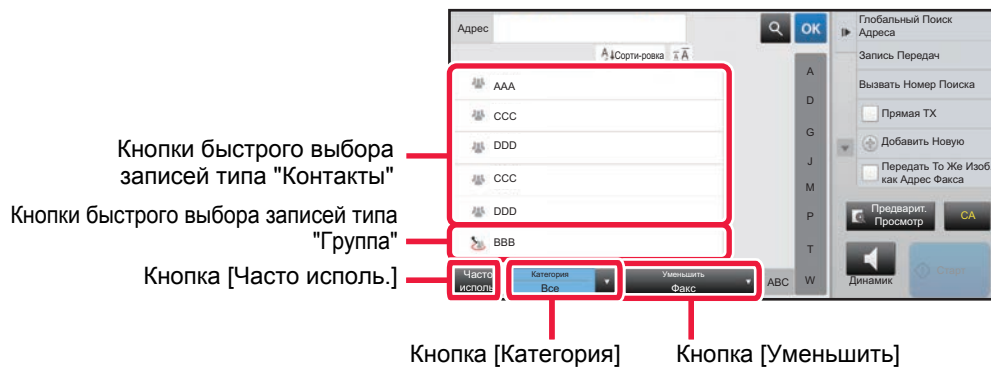 Адрес
OK
Сорти-ровка
AAA
CCC
DDD
CCC
DDD
BBB
A
D
G
J
M
P
T
W
ABC
Часто
исполь
Категория
Все
Уменьшить
Факс
Глобальный Поиск
Адреса
Запись Передач
Вызвать Номер Поиска
Прямая TX
Добавить Новую
Передать То Же Изоб
как Адрес Факса
Предварит.
Просмотр
CA
Динамик
Старт
Кнопки быстрого выбора
записей типа "Контакты"
Кнопки быстрого выбора записей типа
"Группа"
Кнопка [Часто исполь.]
Кнопка [Категория]
Кнопка [Уменьшить]